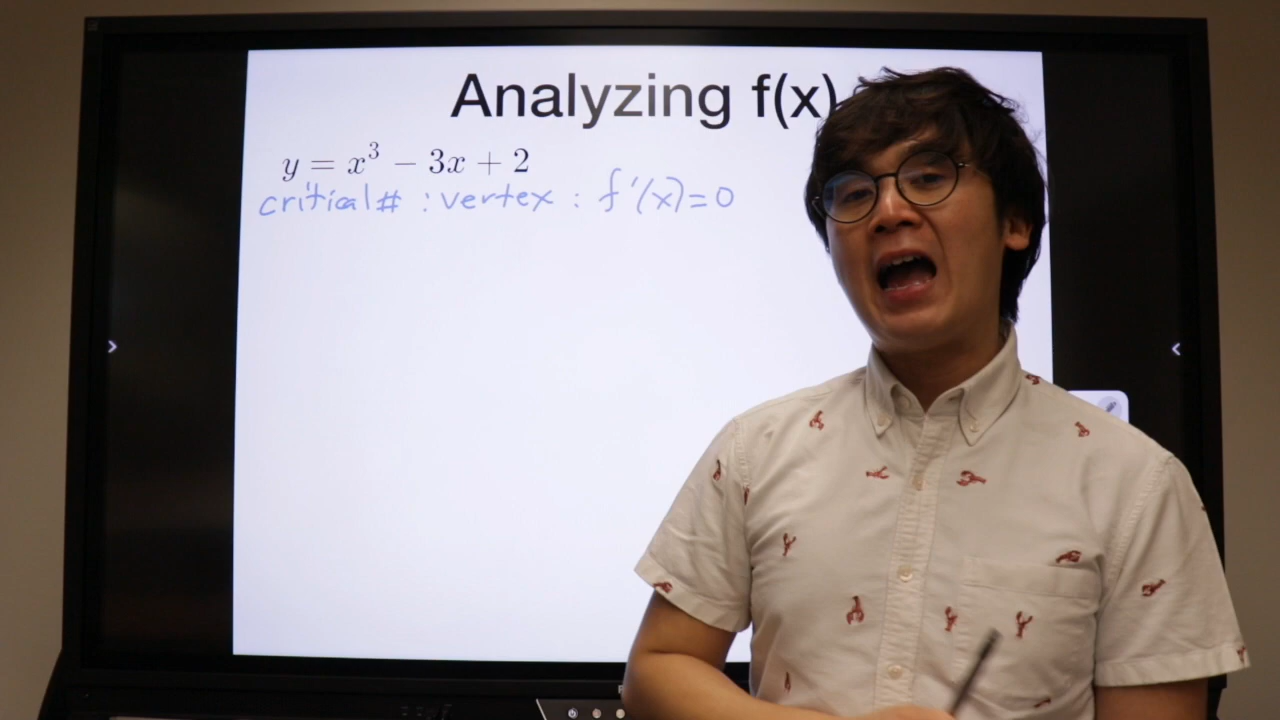 Analyzing f(x)
y = x³ − 3x + 2
critical # : vertex : f'(x)=0